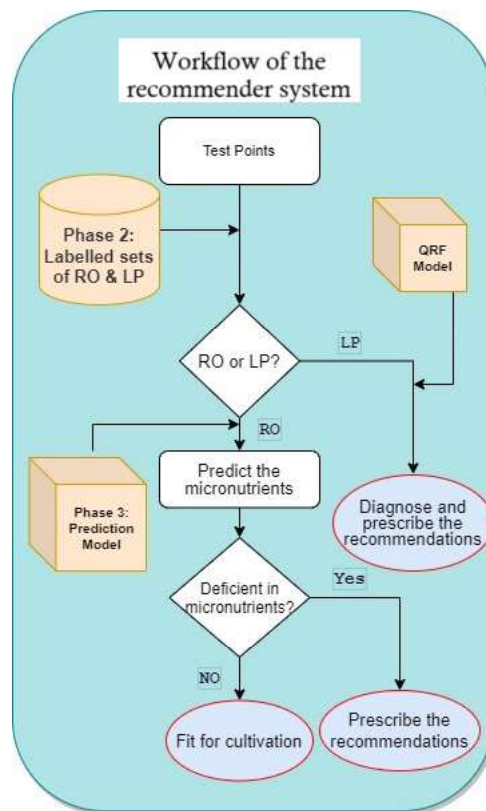 Workflow of the
recommender system
Test Points
Phase 2:
Labelled sets
of RO & LP
QRF
Model
RO or LP?
LP
RO
Predict the
micronutrients
Phase 3:
Prediction
Model
Diagnose and
prescribe the
recommendations
Deficient in
micronutrients?
Yes
NO
Fit for cultivation
Prescribe the
recommendations